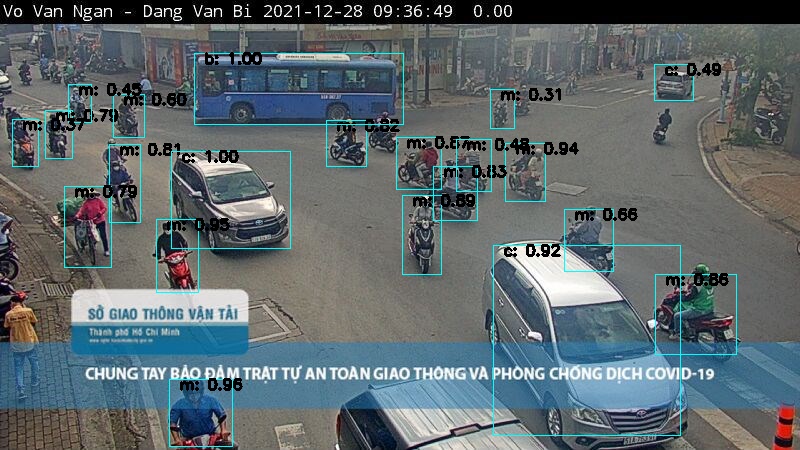 Vo Van Ngan - Dang Van Bi 2021-12-28 09:36:49 0.00
b: 1.00
c: 0.49
m: 0.45
m: 0.60
m: 0.31
m: 0.79
m: 0.37
m: 0.82
m: 0.81
c: 1.00
m: 0.94
m: 0.83
m: 0.79
m: 0.89
m: 0.95
m: 0.66
c: 0.92
m: 0.86
SỞ GIAO THÔNG VẬN TẢI
Thành phố Hồ Chí Minh
CHUNG TAY BẢO ĐẢM TRẬT TỰ AN TOÀN GIAO THÔNG VÀ PHÒNG CHỐNG DỊCH COVID-19
m: 0.96